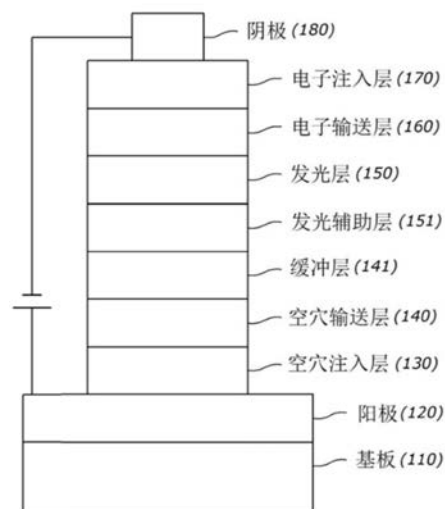 阴极(180)
电子注入层(170)
电子输送层(160)
发光层(150)
发光辅助层(151)
缓冲层(141)
空穴输送层(140)
空穴注入层(130)
阳极(120)
基板(110)